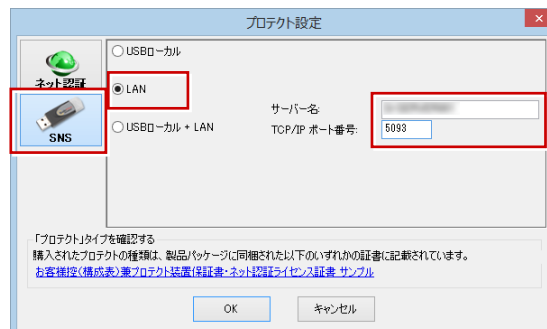 プロテクト設定
ネット認証
SNS
USBローカル
LAN
USBローカル + LAN
サーバー名:
TCP/IP ポート番号:
5093
「プロテクト」タイプを確認する
購入されたプロテクトの種類は、製品パッケージに同梱された以下のいずれかの証書に記載されています。
お客様控(構成表)兼プロテクト装置保証書・ネット認証ライセンス証書 サンプル
OK
キャンセル